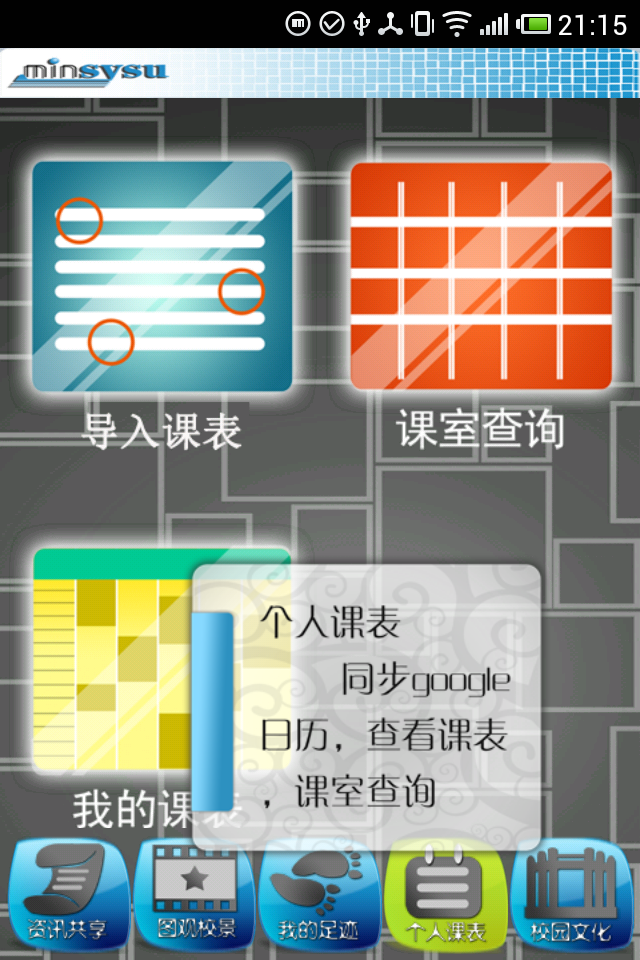 21:15
minsysu
导入课表
课室查询
个人课表
同步google
日历，查看课表
，课室查询
我的课表
资讯共享
图观校景
我的足迹
个人课表
校园文化